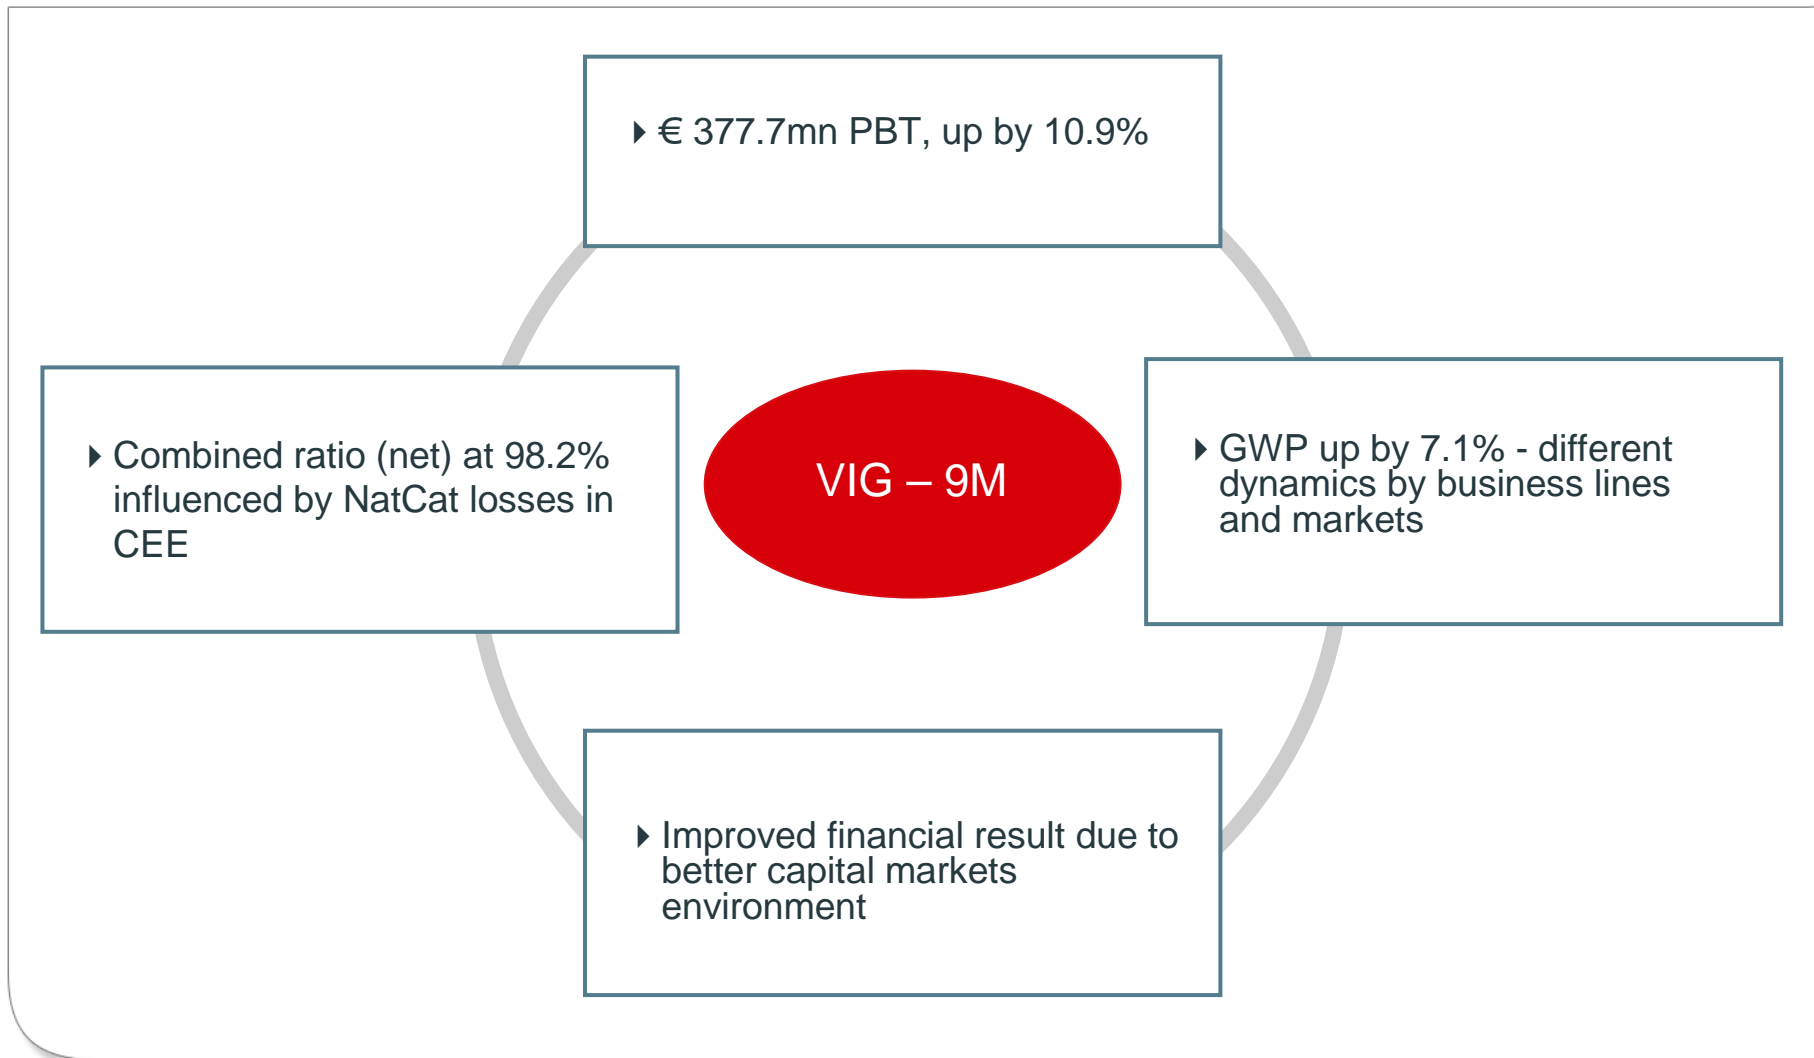 € 377.7mn PBT, up by 10.9%
Combined ratio (net) at 98.2%
influenced by NatCat losses in
CEE
VIG – 9M
GWP up by 7.1% - different
dynamics by business lines
and markets
Improved financial result due to
better capital markets
environment